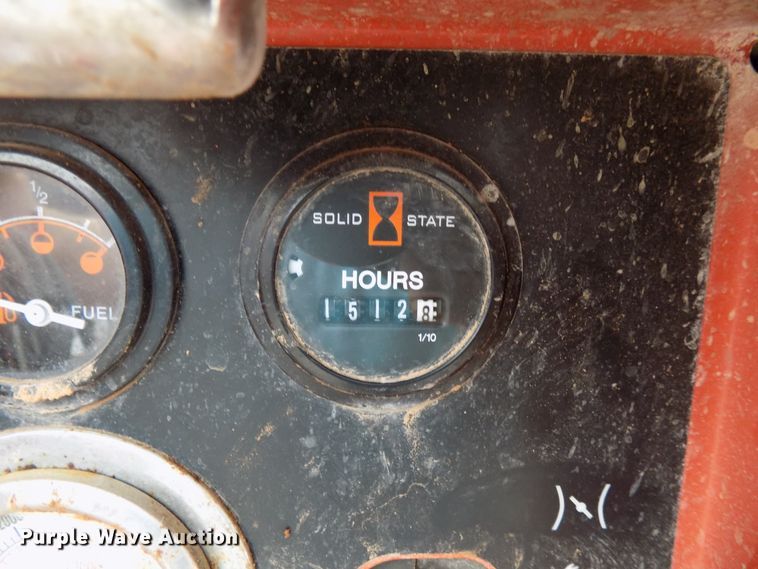 SOLID STATE
1/2
HOURS
1 5 1 2 8
FUEL
1/10
Purple Wave Auction